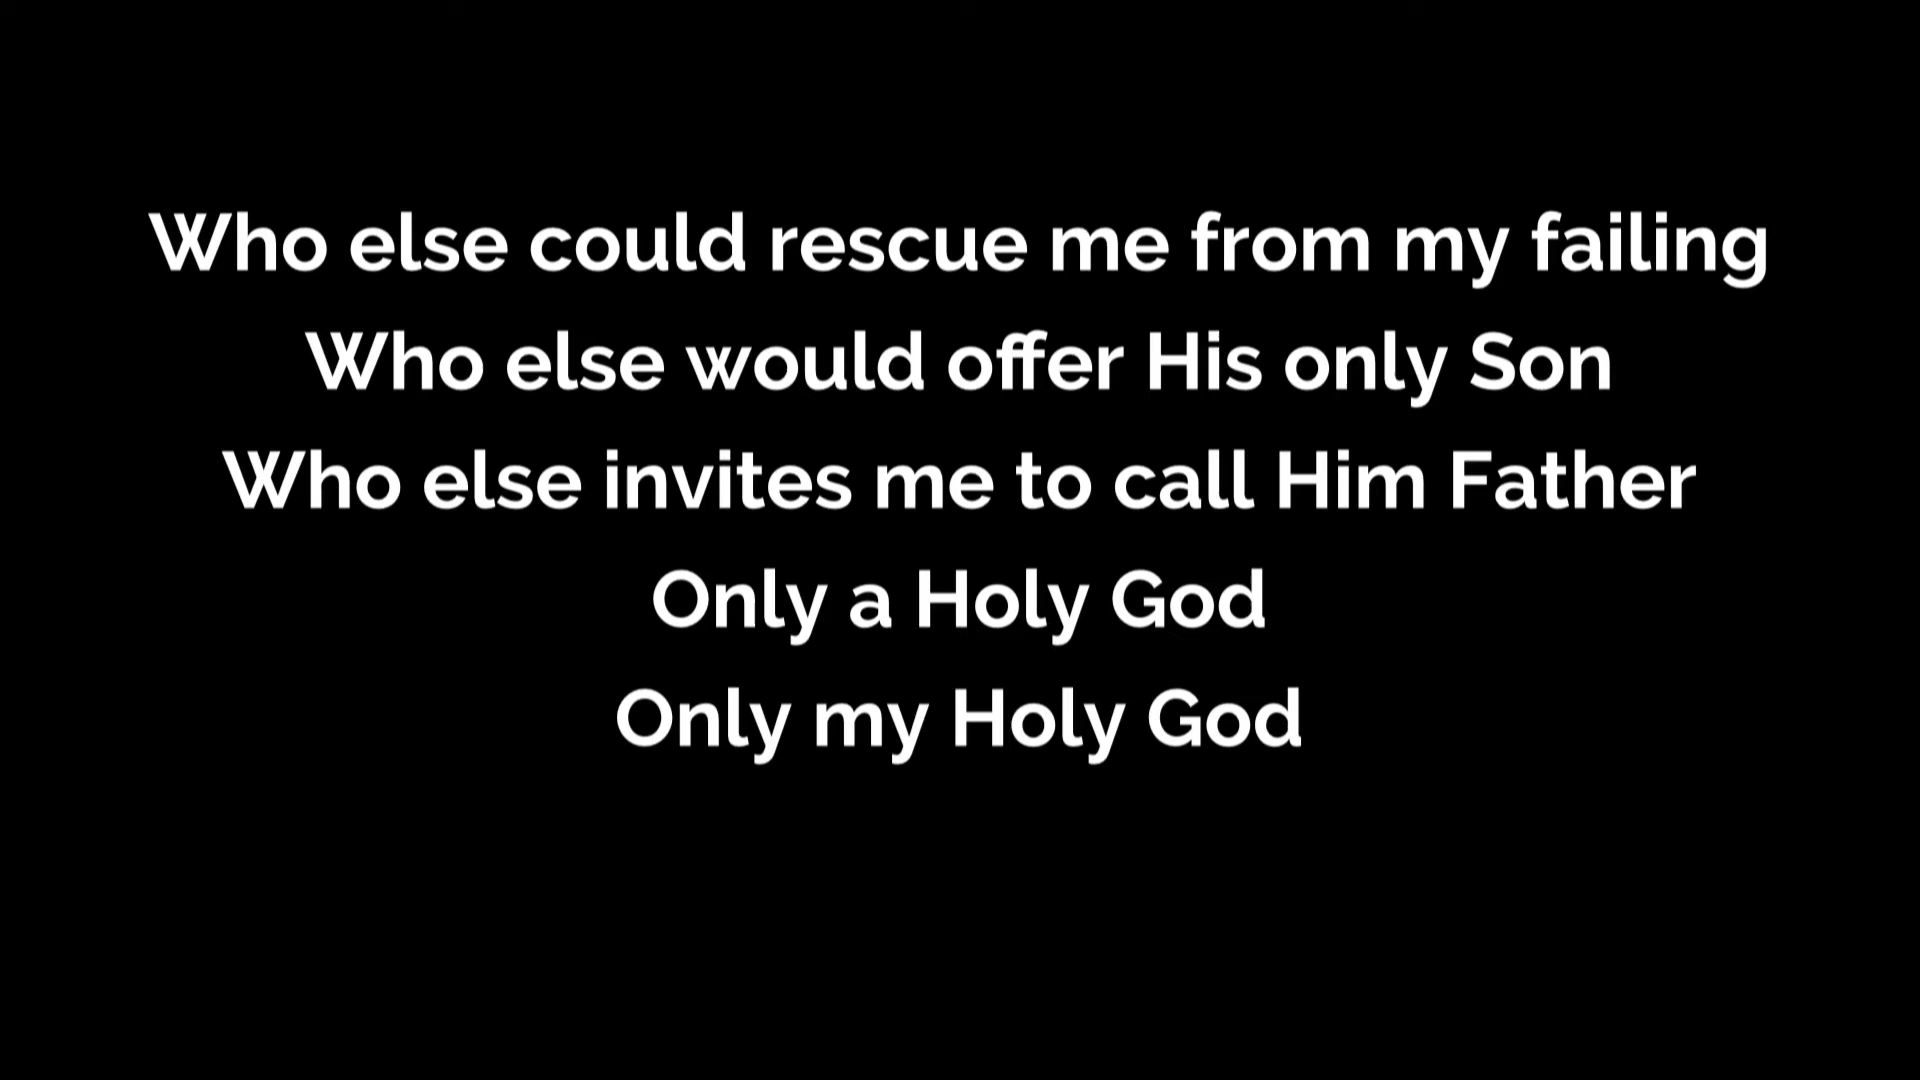 Who else could rescue me from my failing
Who else would offer His only Son
Who else invites me to call Him Father
Only a Holy God
Only my Holy God